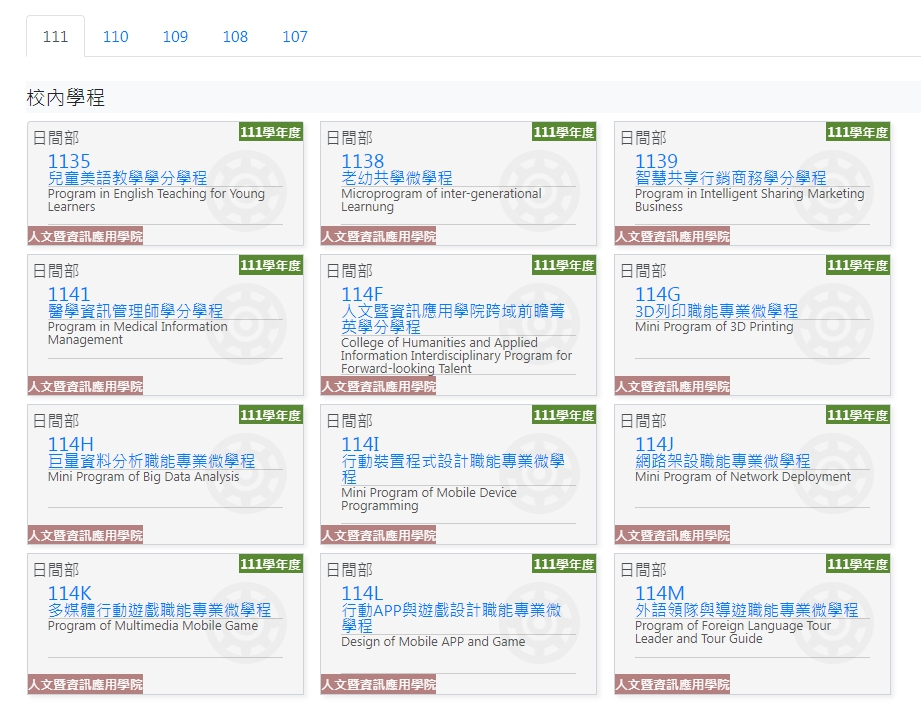 111 110 109 108 107
校內學程
日間部 111學年度
1135
兒童美語教學學分學程
Program in English Teaching for Young
Learners
人文暨資訊應用學院
日間部 111學年度
1138
老幼共學微學程
Microprogram of inter-generational
Learnung
人文暨資訊應用學院
日間部 111學年度
1139
智慧共享行銷商務學分學程
Program in Intelligent Sharing Marketing
Business
人文暨資訊應用學院
日間部 111學年度
1141
醫學資訊管理師學分學程
Program in Medical Information
Management
人文暨資訊應用學院
日間部 111學年度
114F
人文暨資訊應用學院跨域前瞻菁
英學分學程
College of Humanities and Applied
Information Interdisciplinary Program for
Forward-looking Talent
人文暨資訊應用學院
日間部 111學年度
114G
3D列印職能專業微學程
Mini Program of 3D Printing
人文暨資訊應用學院
日間部 111學年度
114H
巨量資料分析職能專業微學程
Mini Program of Big Data Analysis
人文暨資訊應用學院
日間部 111學年度
114I
行動裝置程式設計職能專業微學
程
Mini Program of Mobile Device
Programming
人文暨資訊應用學院
日間部 111學年度
114J
網路架設職能專業微學程
Mini Program of Network Deployment
人文暨資訊應用學院
日間部 111學年度
114K
多媒體行動遊戲職能專業微學程
Program of Multimedia Mobile Game
人文暨資訊應用學院
日間部 111學年度
114L
行動APP與遊戲設計職能專業微
學程
Design of Mobile APP and Game
人文暨資訊應用學院
日間部 111學年度
114M
外語領隊與導遊職能專業微學程
Program of Foreign Language Tour
Leader and Tour Guide
人文暨資訊應用學院